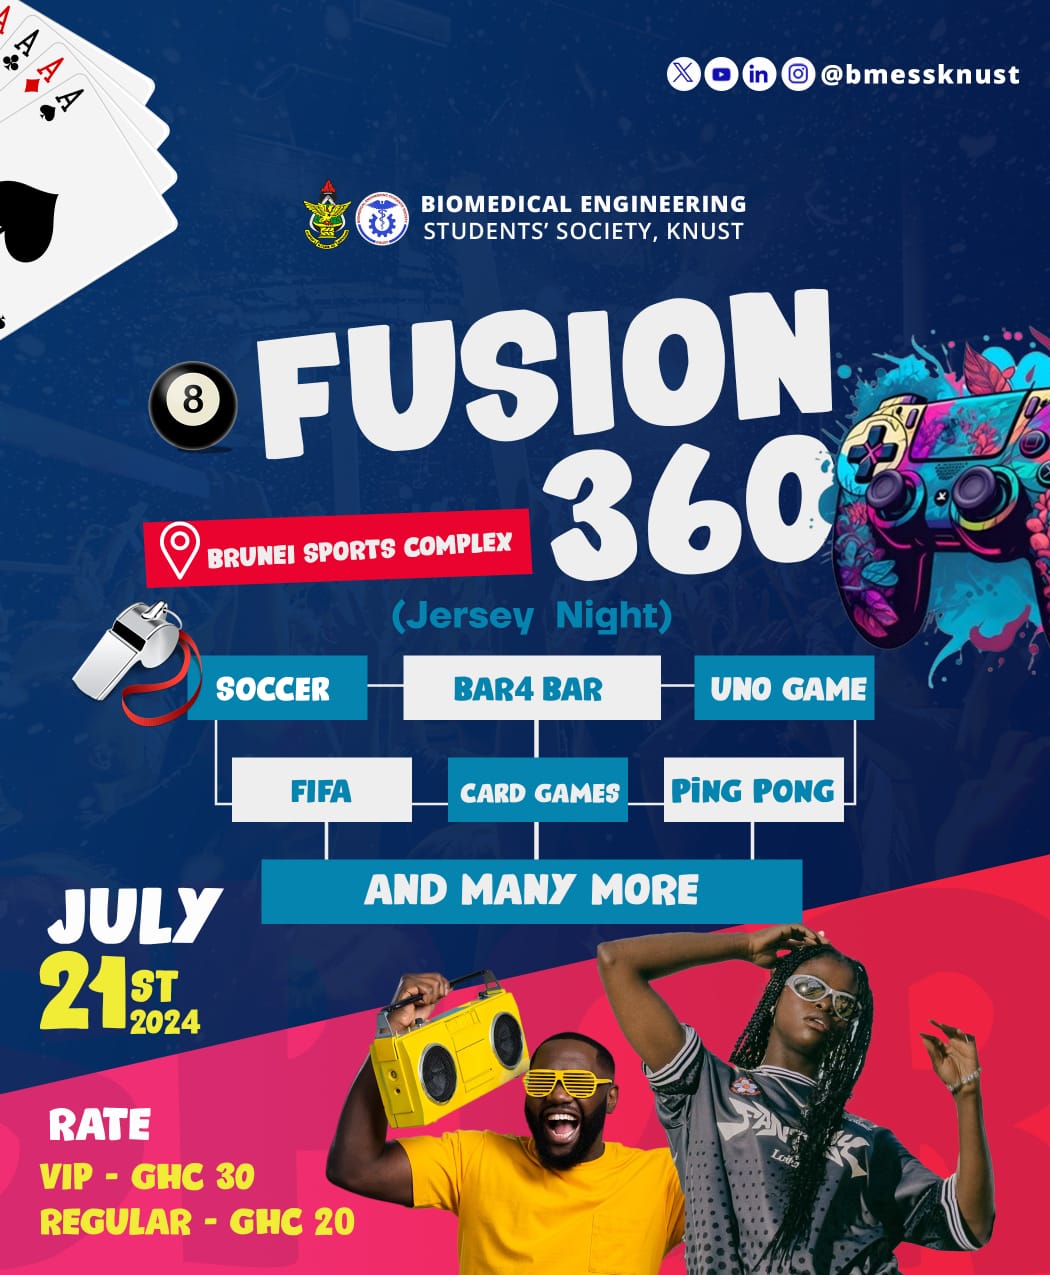 A
A
A
A
@bmessknust
BIOMEDICAL ENGINEERING
STUDENTS' SOCIETY, KNUST
FUSION
8
360
BRUNEI SPORTS COMPLEX
(Jersey Night)
SOCCER
BAR4 BAR
UNO GAME
FIFA
CARD GAMES
PiNG PONG
AND MANY MORE
JULY
21ST
2024
RATE
VIP - GHC 30
REGULAR - GHC 20